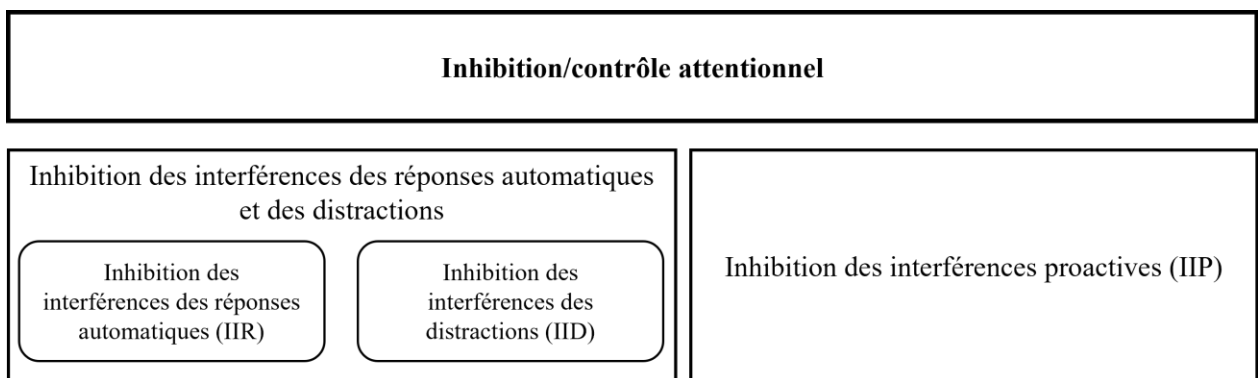 Inhibition/contrôle attentionnel
Inhibition des interférences des réponses automatiques
et des distractions
Inhibition des
interférences des réponses
automatiques (IIR)
Inhibition des
interférences des
distractions (IID)
Inhibition des interférences proactives (IIP)